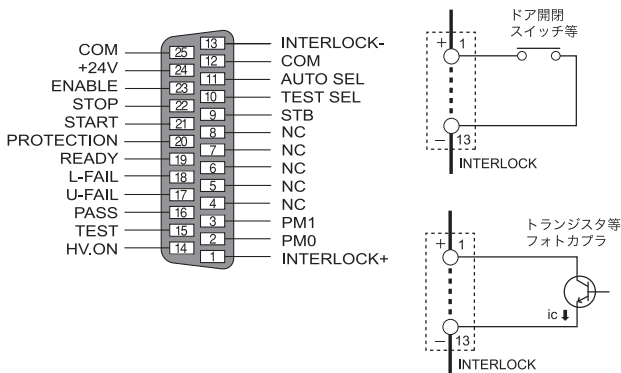 COM 25
+24V 24
ENABLE 23
STOP 22
START 21
PROTECTION 20
READY 19
L-FAIL 18
U-FAIL 17
PASS 16
TEST 15
HV.ON 14
13 INTERLOCK-
12 COM
11 AUTO SEL
10 TEST SEL
9 STB
8 NC
7 NC
6 NC
5 NC
4 NC
3 PM1
2 PM0
1 INTERLOCK+
ドア開閉
スイッチ等
+ 1
− 13
INTERLOCK
トランジスタ等
フォトカプラ
+ 1
ic
− 13
INTERLOCK